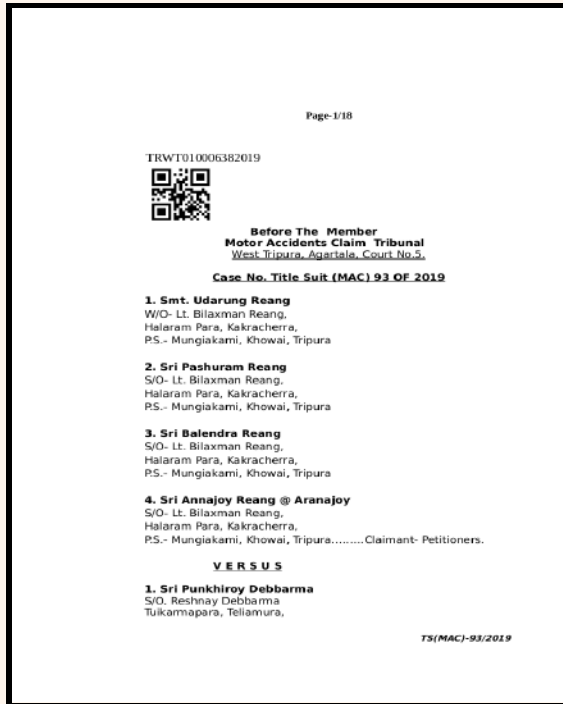 Page-1/18
TRWT010006382019
Before The Member
Motor Accidents Claim Tribunal
West Tripura, Agartala, Court No.5.
Case No. Title Suit (MAC) 93 OF 2019
1. Smt. Udarung Reang
W/O- Lt. Bilaxman Reang,
Halaram Para, Kakracherra,
P.S.- Mungiakami, Khowai, Tripura
2. Sri Pashuram Reang
S/O- Lt. Bilaxman Reang,
Halaram Para, Kakracherra,
P.S.- Mungiakami, Khowai, Tripura
3. Sri Balendra Reang
S/O- Lt. Bilaxman Reang,
Halaram Para, Kakracherra,
P.S.- Mungiakami, Khowai, Tripura
4. Sri Annajoy Reang @ Aranajoy
S/O- Lt. Bilaxman Reang,
Halaram Para, Kakracherra,
P.S.- Mungiakami, Khowai, Tripura.........Claimant- Petitioners.
V E R S U S
1. Sri Punkhiroy Debbarma
S/O. Reshnay Debbarma
Tuikarmapara, Teliamura,
TS(MAC)-93/2019